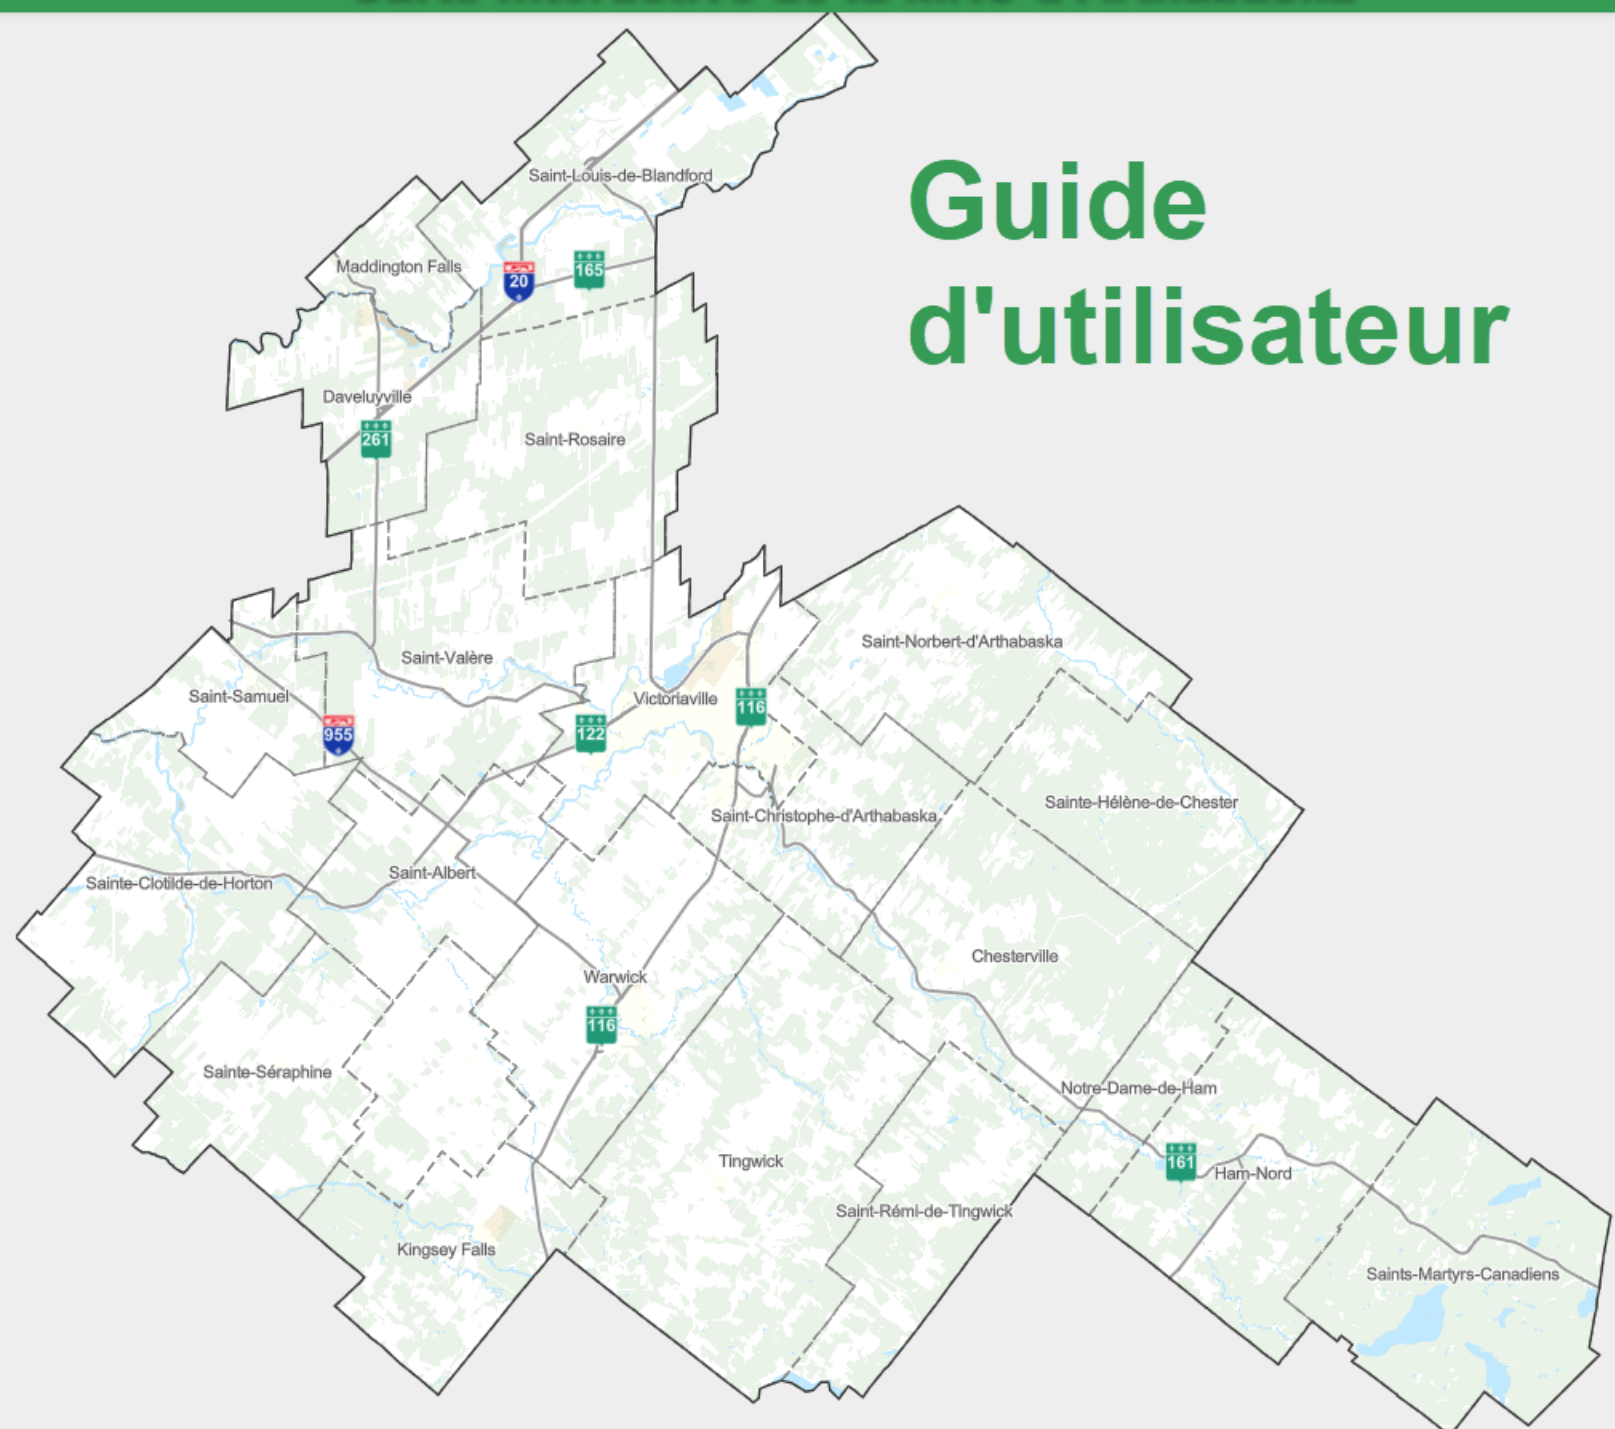 Guide
d'utilisateur
Saint-Louis-de-Blandford
Maddington Falls
20
165
Daveluyville
261
Saint-Rosaire
Saint-Norbert-d'Arthabaska
Saint-Valère
Saint-Samuel
Victoriaville
116
122
955
Sainte-Hélène-de-Chester
Saint-Christophe-d'Arthabaska
Saint-Albert
Sainte-Clotilde-de-Horton
Chesterville
Warwick
116
Sainte-Séraphine
Notre-Dame-de-Ham
Tingwick
161
Ham-Nord
Saint-Rémi-de-Tingwick
Kingsey Falls
Saints-Martyrs-Canadiens